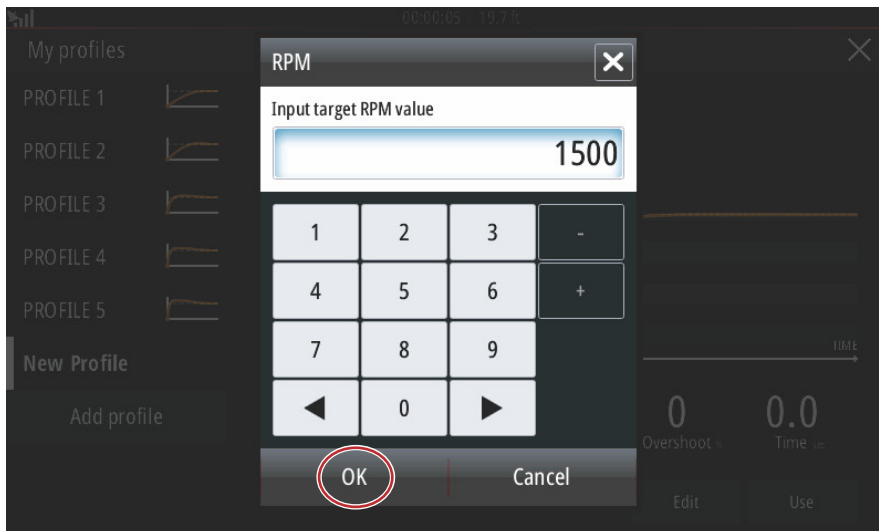 00:00:05 19.7 ft
My profiles
PROFILE 1
PROFILE 2
PROFILE 3
PROFILE 4
PROFILE 5
New Profile
Add profile
RPM
Input target RPM value
1500
1 2 3 -
4 5 6 +
7 8 9
0
OK Cancel
TIME
0 0.0
Overshoot % Time sec
Edit Use